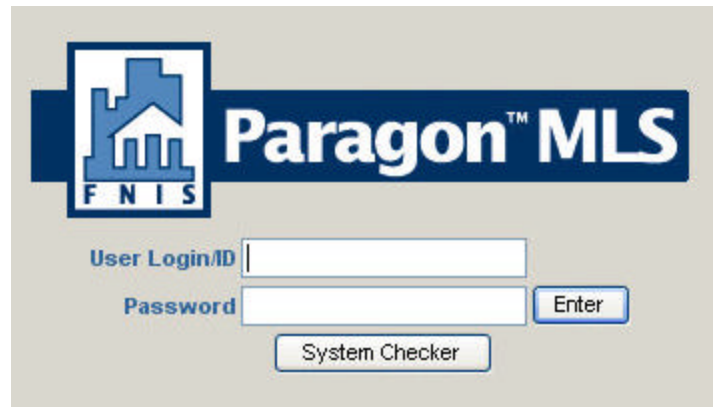 Paragon™ MLS
FNIS
User Login/ID
Password
Enter
System Checker